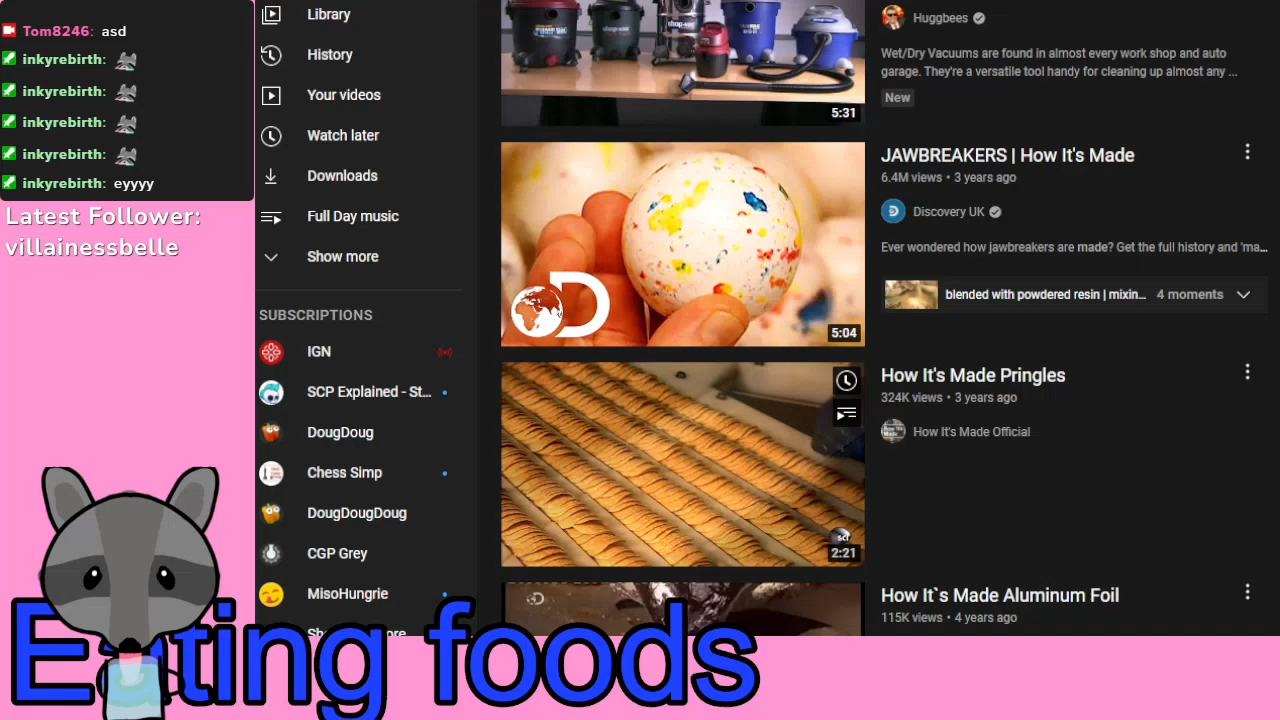 Tom8246: asd
inkyrebirth:
inkyrebirth:
inkyrebirth:
inkyrebirth:
inkyrebirth: eyyyy
Latest Follower:
villainessbelle
Library
History
Your videos
Watch later
Downloads
Full Day music
Show more
SUBSCRIPTIONS
IGN
SCP Explained - St...
DougDoug
Chess Simp
DougDougDoug
CGP Grey
MisoHungrie
5:31
Huggbees
Wet/Dry Vacuums are found in almost every work shop and auto
garage. They're a versatile tool handy for cleaning up almost any ...
New
5:04
JAWBREAKERS | How It's Made
6.4M views • 3 years ago
Discovery UK
Ever wondered how jawbreakers are made? Get the full history and 'ma...
blended with powdered resin | mixin... 4 moments
sci
2:21
How It's Made Pringles
324K views • 3 years ago
How It's Made Official
How It`s Made Aluminum Foil
115K views • 4 years ago
Eating foods